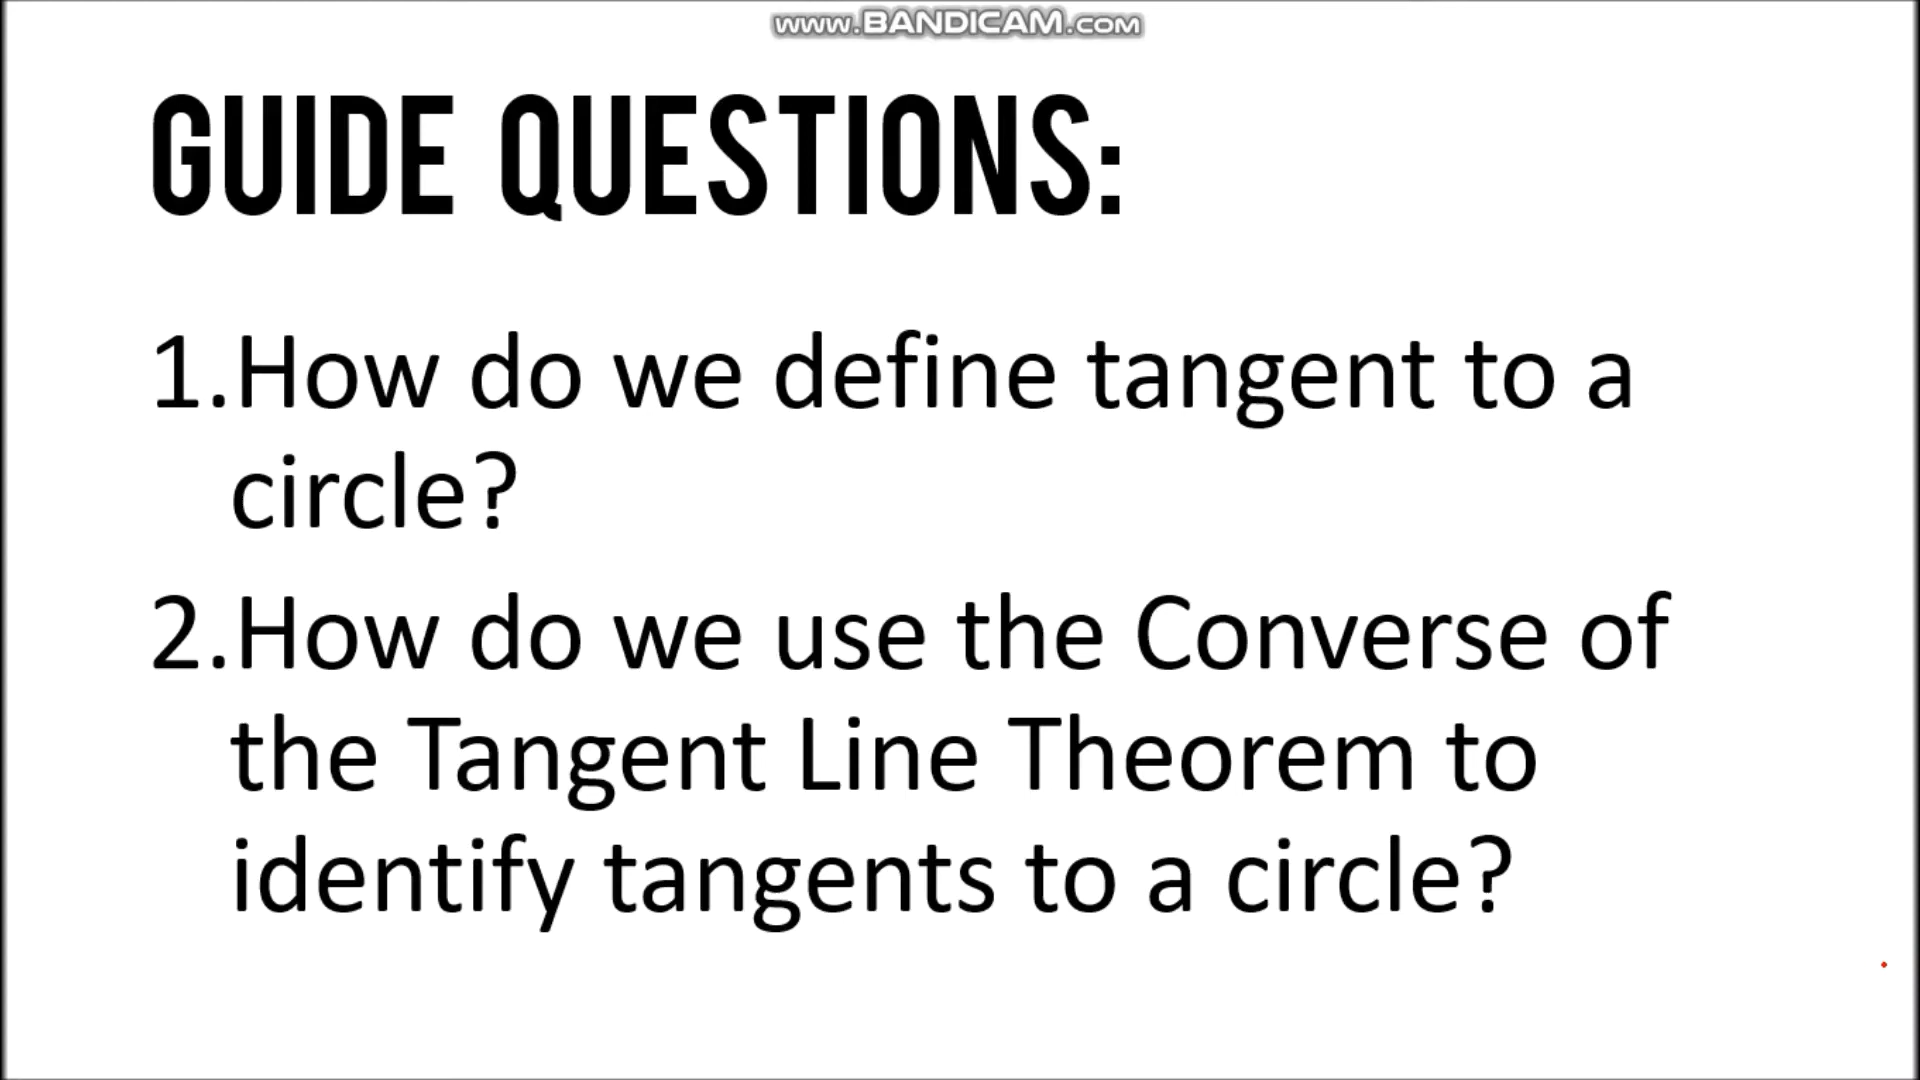 www.BANDICAM.com
GUIDE QUESTIONS:
1.How do we define tangent to a
circle?
2.How do we use the Converse of
the Tangent Line Theorem to
identify tangents to a circle?